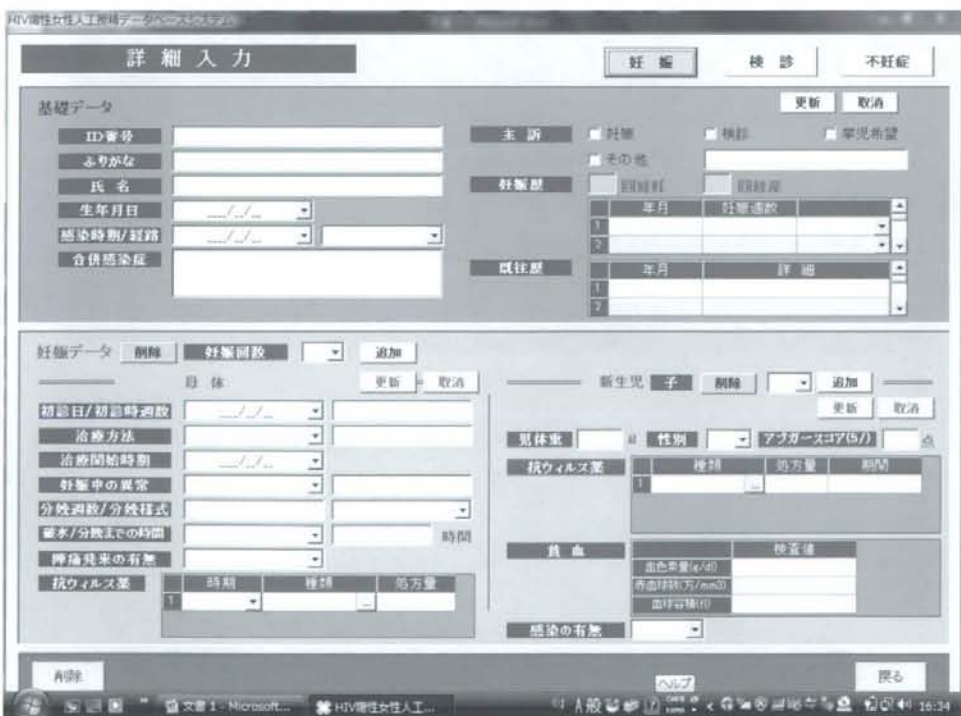 HIV陽性女性人工授精データベースシステム
詳細入力
妊娠 検診 不妊症
基礎データ
更新 取消
ID番号
ふりがな
氏名
生年月日
感染時期/経路
合併感染症
主訴 妊娠 検診 挙児希望
その他
妊娠歴 回経妊 回経産
年月 妊娠週数
1
2
既往歴 年月 詳細
1
2
妊娠データ 削除 妊娠回数 追加
母体 更新 取消
初診日/初診時週数
治療方法
治療開始時期
妊娠中の異常
分娩週数/分娩様式
破水/分娩までの時間 時間
陣痛発来の有無
抗ウィルス薬 時期 種類 処方量
1
新生児 子 削除 追加
更新 取消
児体重 g 性別 アプガースコア(5/) 点
抗ウィルス薬 種類 処方量 期間
1
貧血 検査値
血色素量(g/dl)
赤血球数(万/mm3)
血球容積(fl)
感染の有無
削除 ヘルプ 戻る
文書 1 - Microsoft... HIV陽性女性人工... A 般 16:34